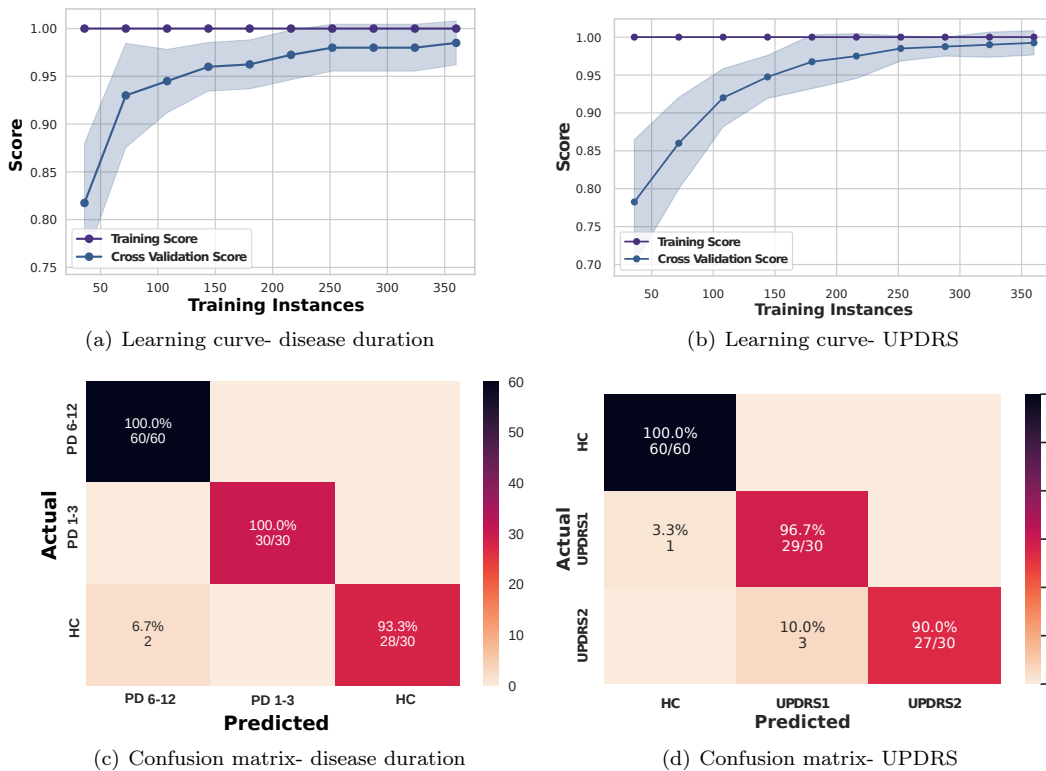 1.00
0.95
0.90
0.85
0.80
0.75
Score
Training Score
Cross Validation Score
50 100 150 200 250 300 350
Training Instances
(a) Learning curve- disease duration
1.00
0.95
0.90
0.85
0.80
0.75
0.70
Score
Training Score
Cross Validation Score
50 100 150 200 250 300 350
Training Instances
(b) Learning curve- UPDRS
Actual
PD 6-12
PD 1-3
HC
100.0%
60/60
100.0%
30/30
6.7%
2
93.3%
28/30
60
50
40
30
20
10
0
PD 6-12 PD 1-3 HC
Predicted
(c) Confusion matrix- disease duration
Actual
HC
UPDRS1
UPDRS2
100.0%
60/60
3.3%
1
96.7%
29/30
10.0%
3
90.0%
27/30
HC UPDRS1 UPDRS2
Predicted
(d) Confusion matrix- UPDRS